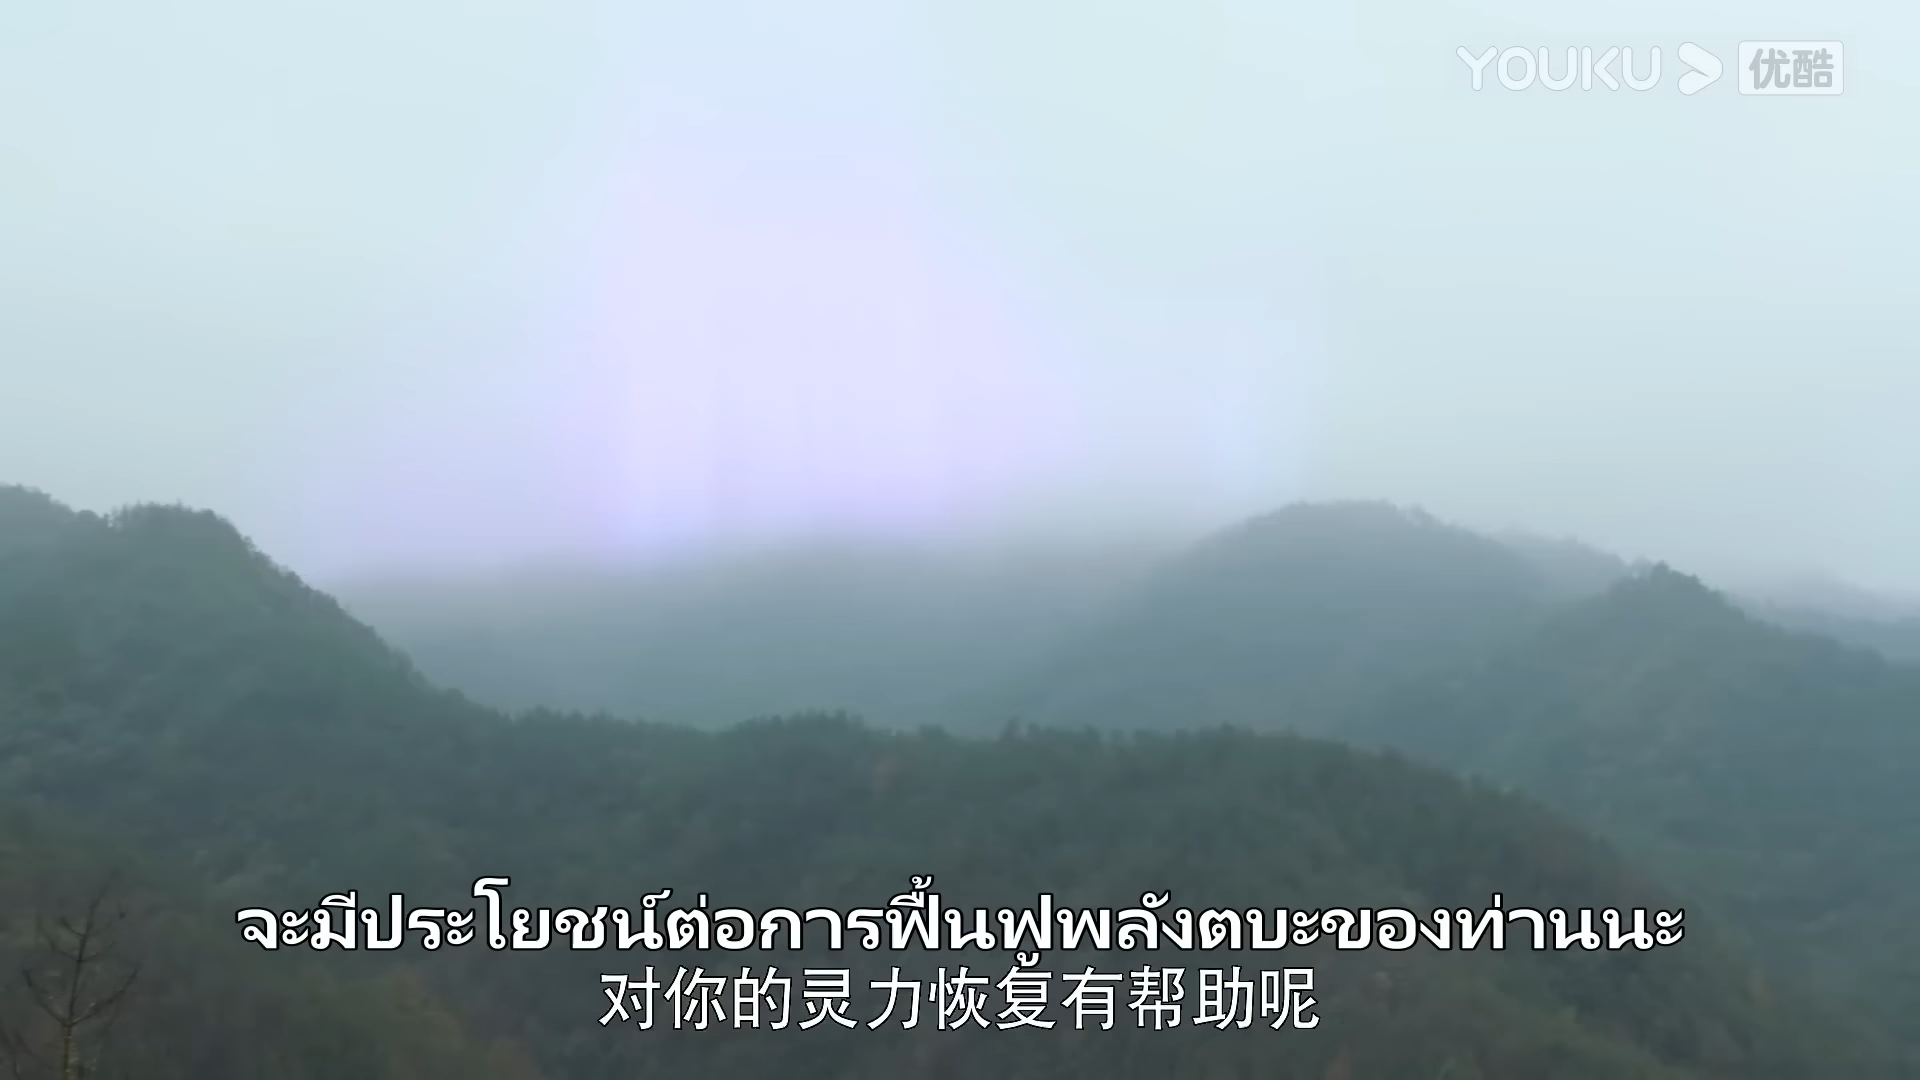 YOUKU 优酷
จะมีประโยชน์ต่อการฟื้นฟูพลังตบะของท่านนะ
对你的灵力恢复有帮助呢